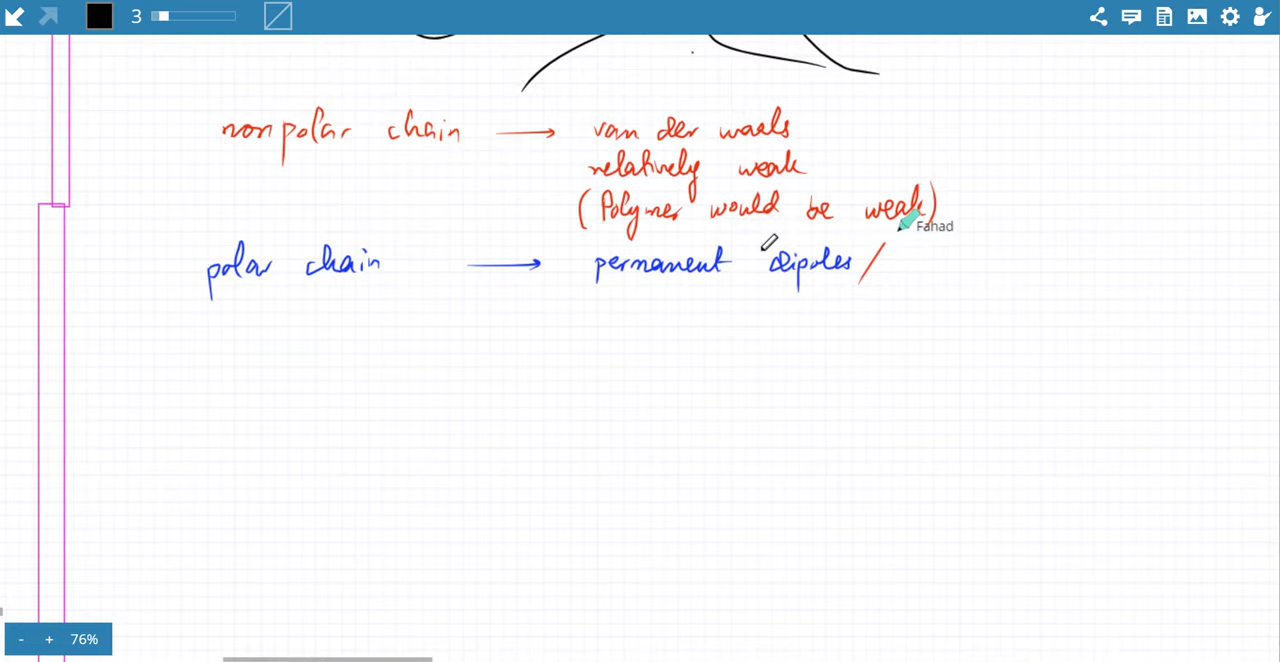 3
nonpolar chain → van der waals
relatively weak
(Polymer would be weak)
Fahad
polar chain → permanent dipoles /
- + 76%